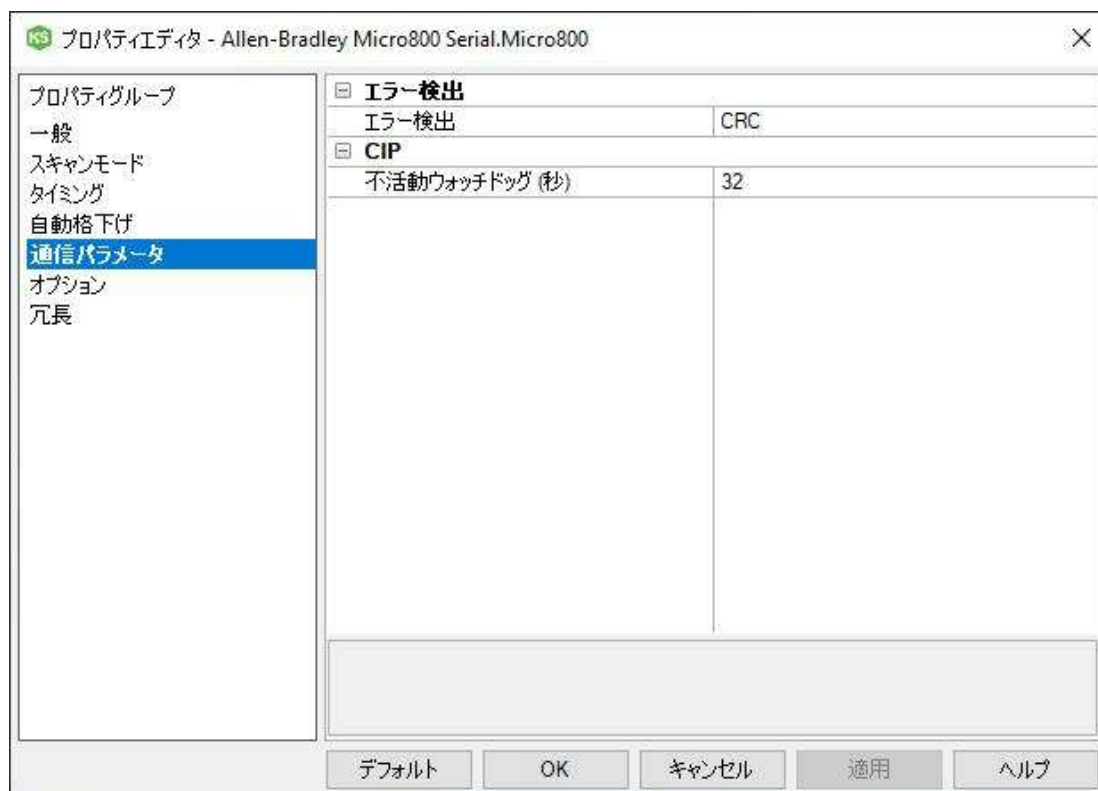 KS プロパティエディタ - Allen-Bradley Micro800 Serial.Micro800
プロパティグループ
一般
スキャンモード
タイミング
自動格下げ
通信パラメータ
オプション
冗長
エラー検出
エラー検出 CRC
CIP
不活動ウォッチドッグ (秒) 32
デフォルト OK キャンセル 適用 ヘルプ